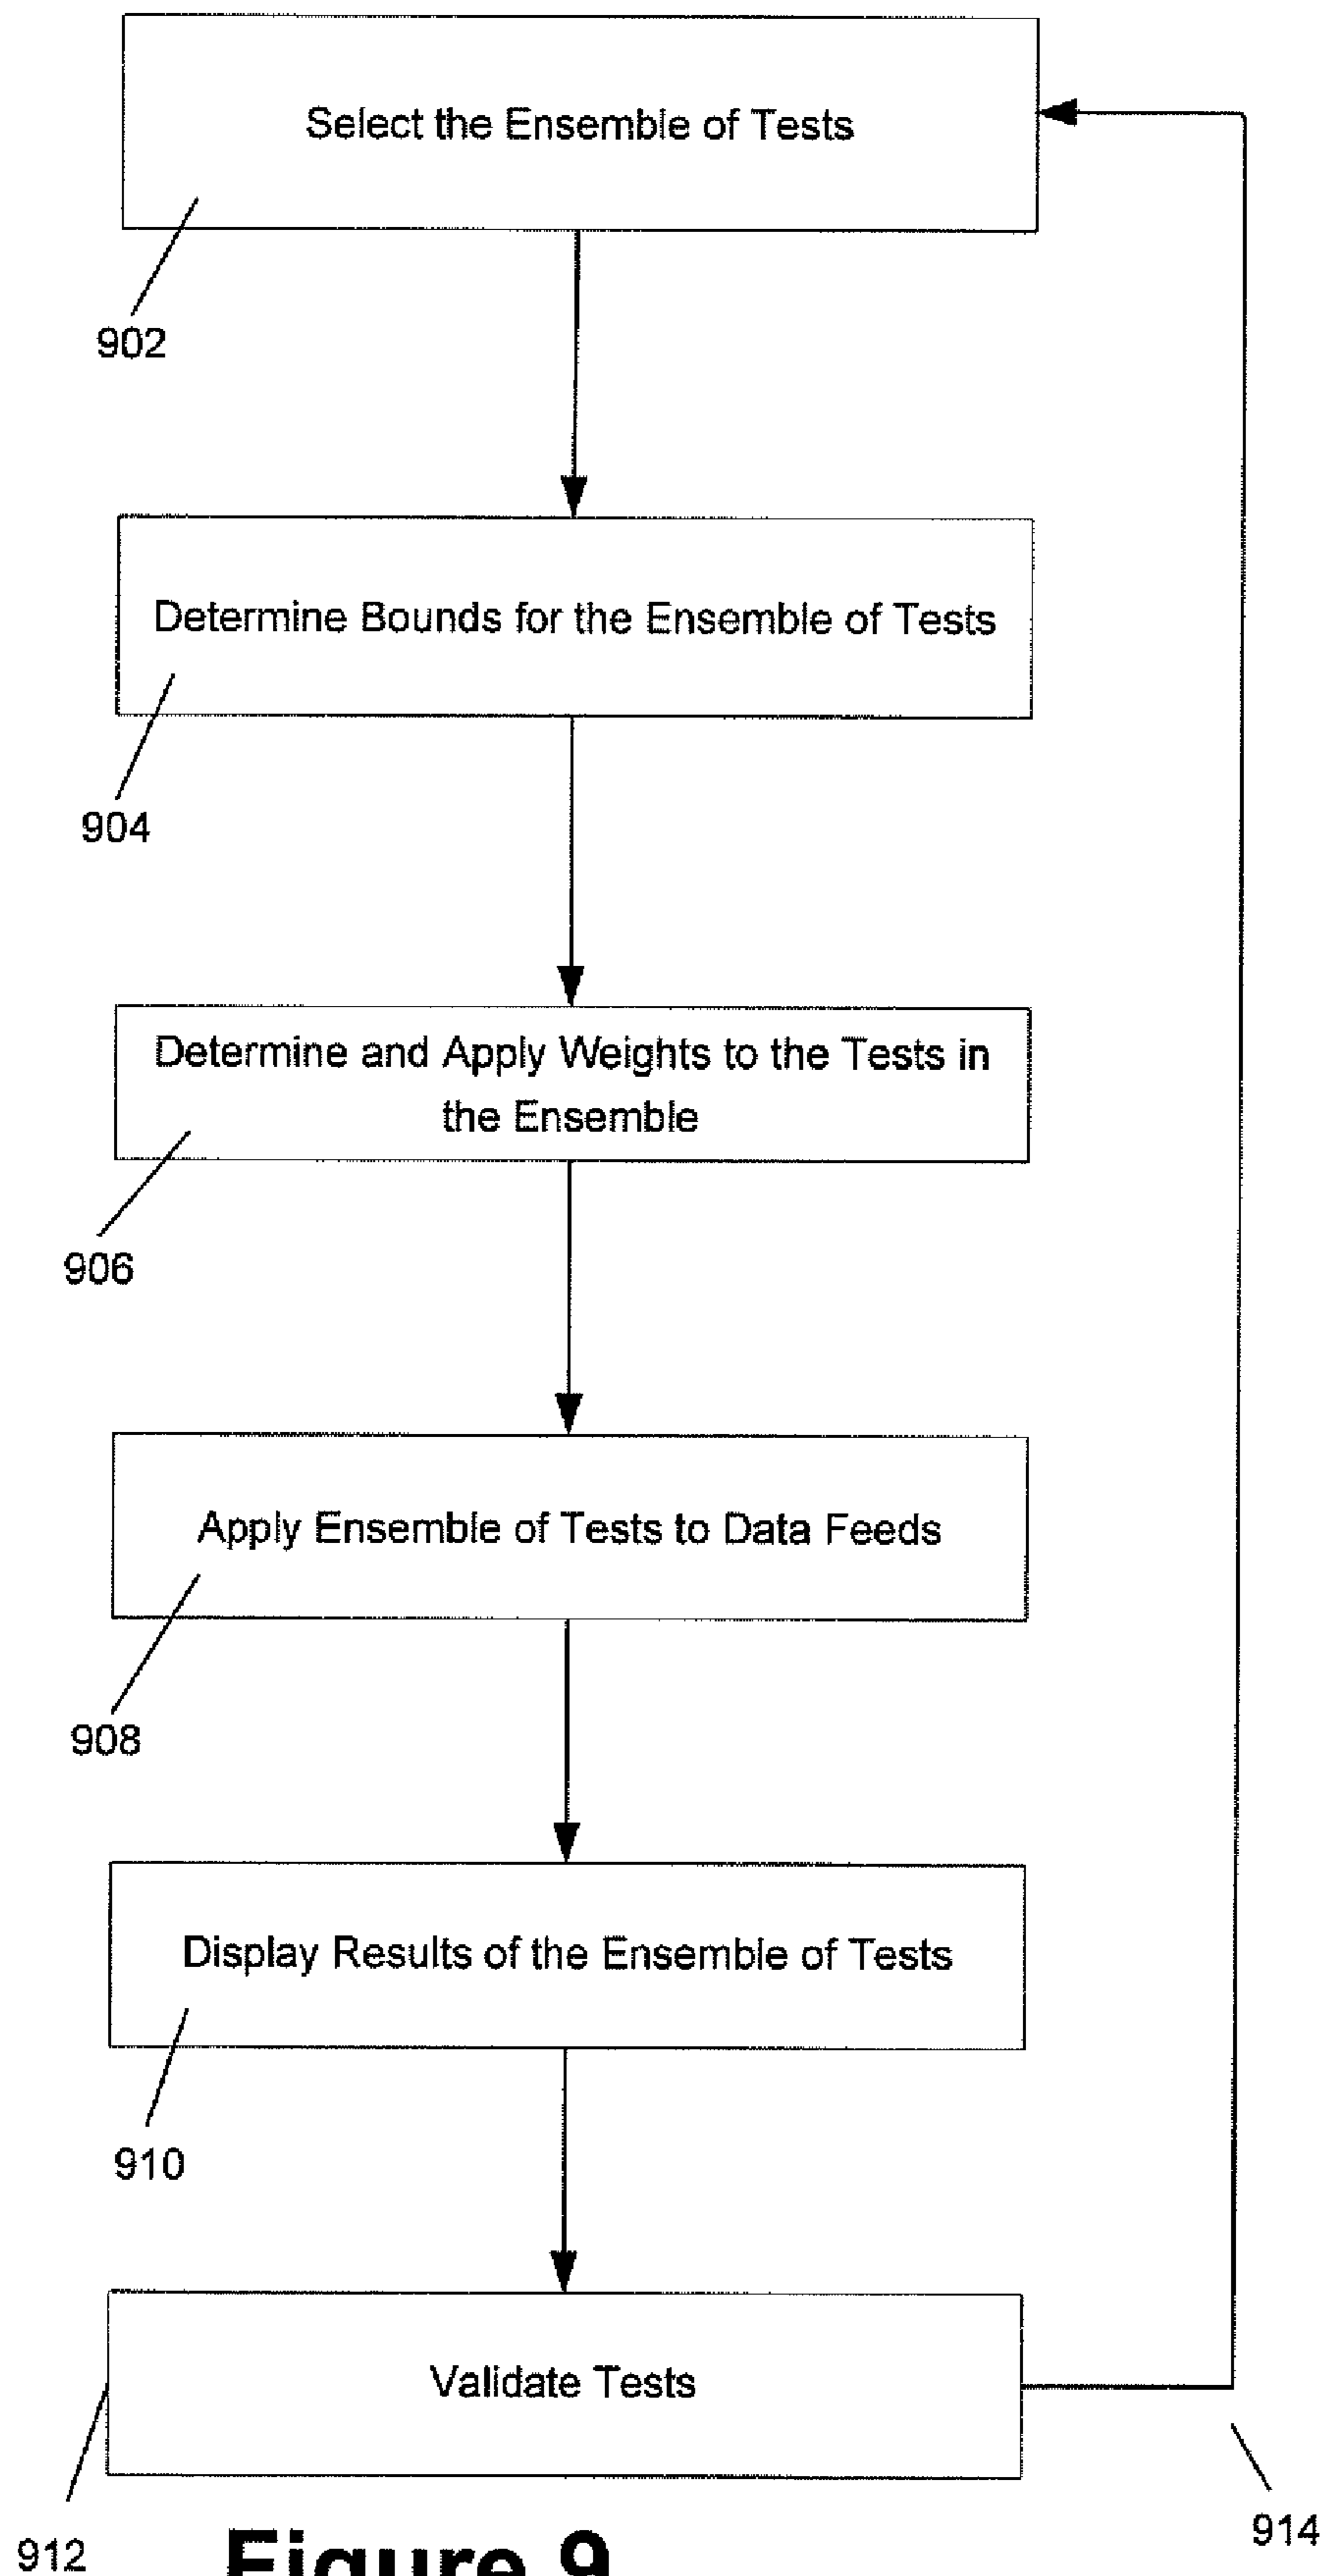 Select the Ensemble of Tests
902
Determine Bounds for the Ensemble of Tests
904
Determine and Apply Weights to the Tests in
the Ensemble
906
Apply Ensemble of Tests to Data Feeds
908
Display Results of the Ensemble of Tests
910
Validate Tests
912
914
Figure 9